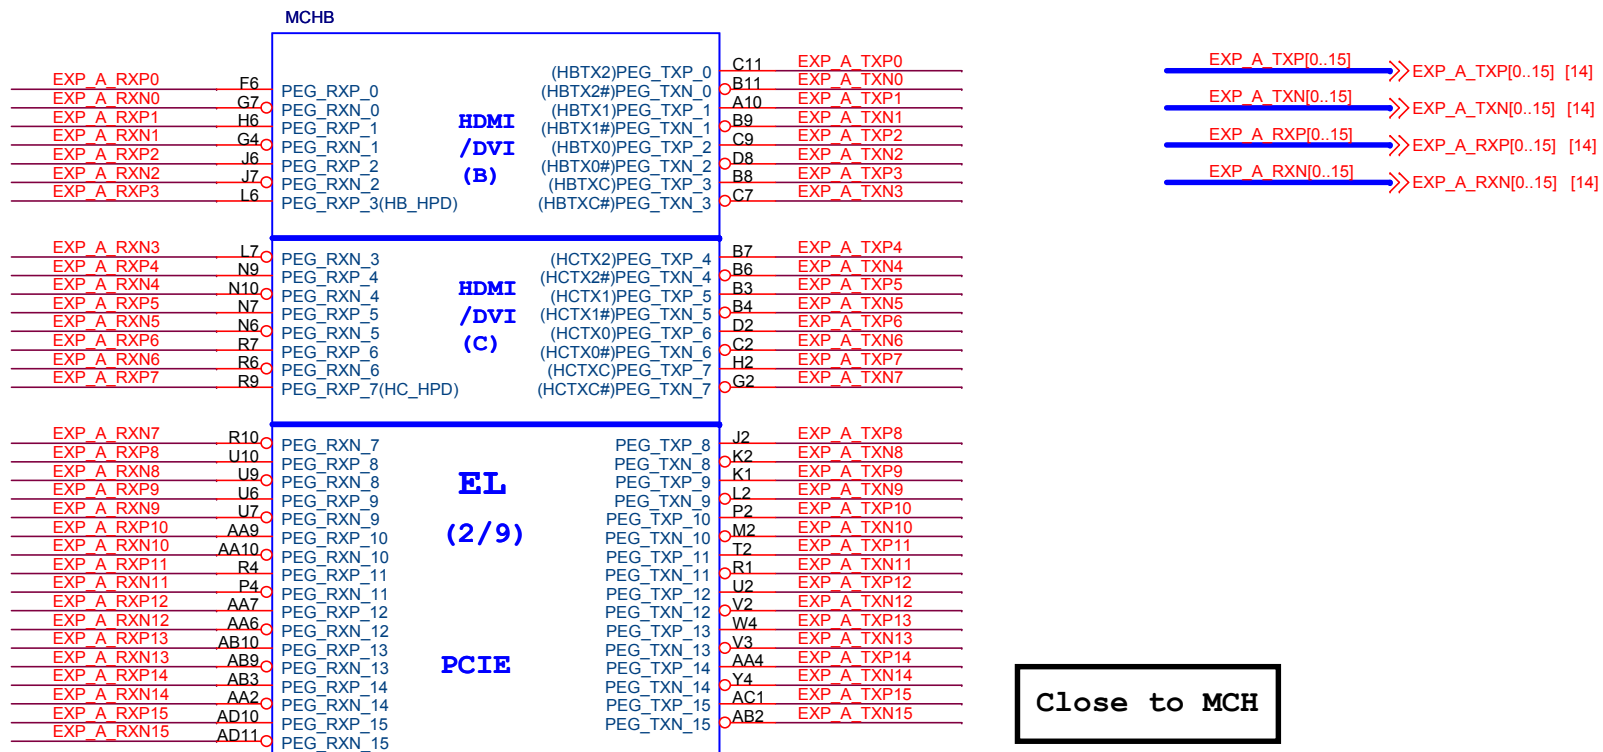 MCHB
EXP_A_RXP0 F6 PEG_RXP_0 (HBTX2)PEG_TXP_0 C11 EXP_A_TXP0
EXP_A_RXN0 G7 PEG_RXN_0 (HBTX2#)PEG_TXN_0 B11 EXP_A_TXN0
EXP_A_RXP1 H6 PEG_RXP_1 (HBTX1)PEG_TXP_1 A10 EXP_A_TXP1
EXP_A_RXN1 G4 PEG_RXN_1 (HBTX1#)PEG_TXN_1 B9 EXP_A_TXN1
EXP_A_RXP2 J6 PEG_RXP_2 (HBTX0)PEG_TXP_2 C9 EXP_A_TXP2
EXP_A_RXN2 J7 PEG_RXN_2 (HBTX0#)PEG_TXN_2 D8 EXP_A_TXN2
EXP_A_RXP3 L6 PEG_RXP_3(HB_HPD) (HBTXC)PEG_TXP_3 B8 EXP_A_TXP3
(HBTXC#)PEG_TXN_3 C7 EXP_A_TXN3
HDMI
/DVI
(B)
EXP_A_RXN3 L7 PEG_RXN_3 (HCTX2)PEG_TXP_4 B7 EXP_A_TXP4
EXP_A_RXP4 N9 PEG_RXP_4 (HCTX2#)PEG_TXN_4 B6 EXP_A_TXN4
EXP_A_RXN4 N10 PEG_RXN_4 (HCTX1)PEG_TXP_5 B3 EXP_A_TXP5
EXP_A_RXP5 N7 PEG_RXP_5 (HCTX1#)PEG_TXN_5 B4 EXP_A_TXN5
EXP_A_RXN5 N6 PEG_RXN_5 (HCTX0)PEG_TXP_6 D2 EXP_A_TXP6
EXP_A_RXP6 R7 PEG_RXP_6 (HCTX0#)PEG_TXN_6 C2 EXP_A_TXN6
EXP_A_RXN6 R6 PEG_RXN_6 (HCTXC)PEG_TXP_7 H2 EXP_A_TXP7
EXP_A_RXP7 R9 PEG_RXP_7(HC_HPD) (HCTXC#)PEG_TXN_7 G2 EXP_A_TXN7
HDMI
/DVI
(C)
EXP_A_RXN7 R10 PEG_RXN_7 PEG_TXP_8 J2 EXP_A_TXP8
EXP_A_RXP8 U10 PEG_RXP_8 PEG_TXN_8 K2 EXP_A_TXN8
EXP_A_RXN8 U9 PEG_RXN_8 PEG_TXP_9 K1 EXP_A_TXP9
EXP_A_RXP9 U6 PEG_RXP_9 PEG_TXN_9 L2 EXP_A_TXN9
EXP_A_RXN9 U7 PEG_RXN_9 PEG_TXP_10 P2 EXP_A_TXP10
EXP_A_RXP10 AA9 PEG_RXP_10 PEG_TXN_10 M2 EXP_A_TXN10
EXP_A_RXN10 AA10 PEG_RXN_10 PEG_TXP_11 T2 EXP_A_TXP11
EXP_A_RXP11 R4 PEG_RXP_11 PEG_TXN_11 R1 EXP_A_TXN11
EXP_A_RXN11 P4 PEG_RXN_11 PEG_TXP_12 U2 EXP_A_TXP12
EXP_A_RXP12 AA7 PEG_RXP_12 PEG_TXN_12 V2 EXP_A_TXN12
EXP_A_RXN12 AA6 PEG_RXN_12 PEG_TXP_13 W4 EXP_A_TXP13
EXP_A_RXP13 AB10 PEG_RXP_13 PEG_TXN_13 V3 EXP_A_TXN13
EXP_A_RXN13 AB9 PEG_RXN_13 PEG_TXP_14 AA4 EXP_A_TXP14
EXP_A_RXP14 AB3 PEG_RXP_14 PEG_TXN_14 Y4 EXP_A_TXN14
EXP_A_RXN14 AA2 PEG_RXN_14 PEG_TXP_15 AC1 EXP_A_TXP15
EXP_A_RXP15 AD10 PEG_RXP_15 PEG_TXN_15 AB2 EXP_A_TXN15
EXP_A_RXN15 AD11 PEG_RXN_15
EL
(2/9)
PCIE
EXP_A_TXP[0..15] EXP_A_TXP[0..15] [14]
EXP_A_TXN[0..15] EXP_A_TXN[0..15] [14]
EXP_A_RXP[0..15] EXP_A_RXP[0..15] [14]
EXP_A_RXN[0..15] EXP_A_RXN[0..15] [14]
Close to MCH